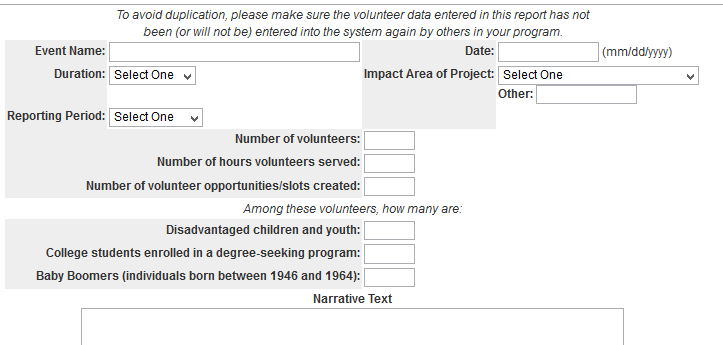 To avoid duplication, please make sure the volunteer data entered in this report has not
been (or will not be) entered into the system again by others in your program.
Event Name: Date: (mm/dd/yyyy)
Duration: Select One Impact Area of Project: Select One
Other:
Reporting Period: Select One
Number of volunteers:
Number of hours volunteers served:
Number of volunteer opportunities/slots created:
Among these volunteers, how many are:
Disadvantaged children and youth:
College students enrolled in a degree-seeking program:
Baby Boomers (individuals born between 1946 and 1964):
Narrative Text